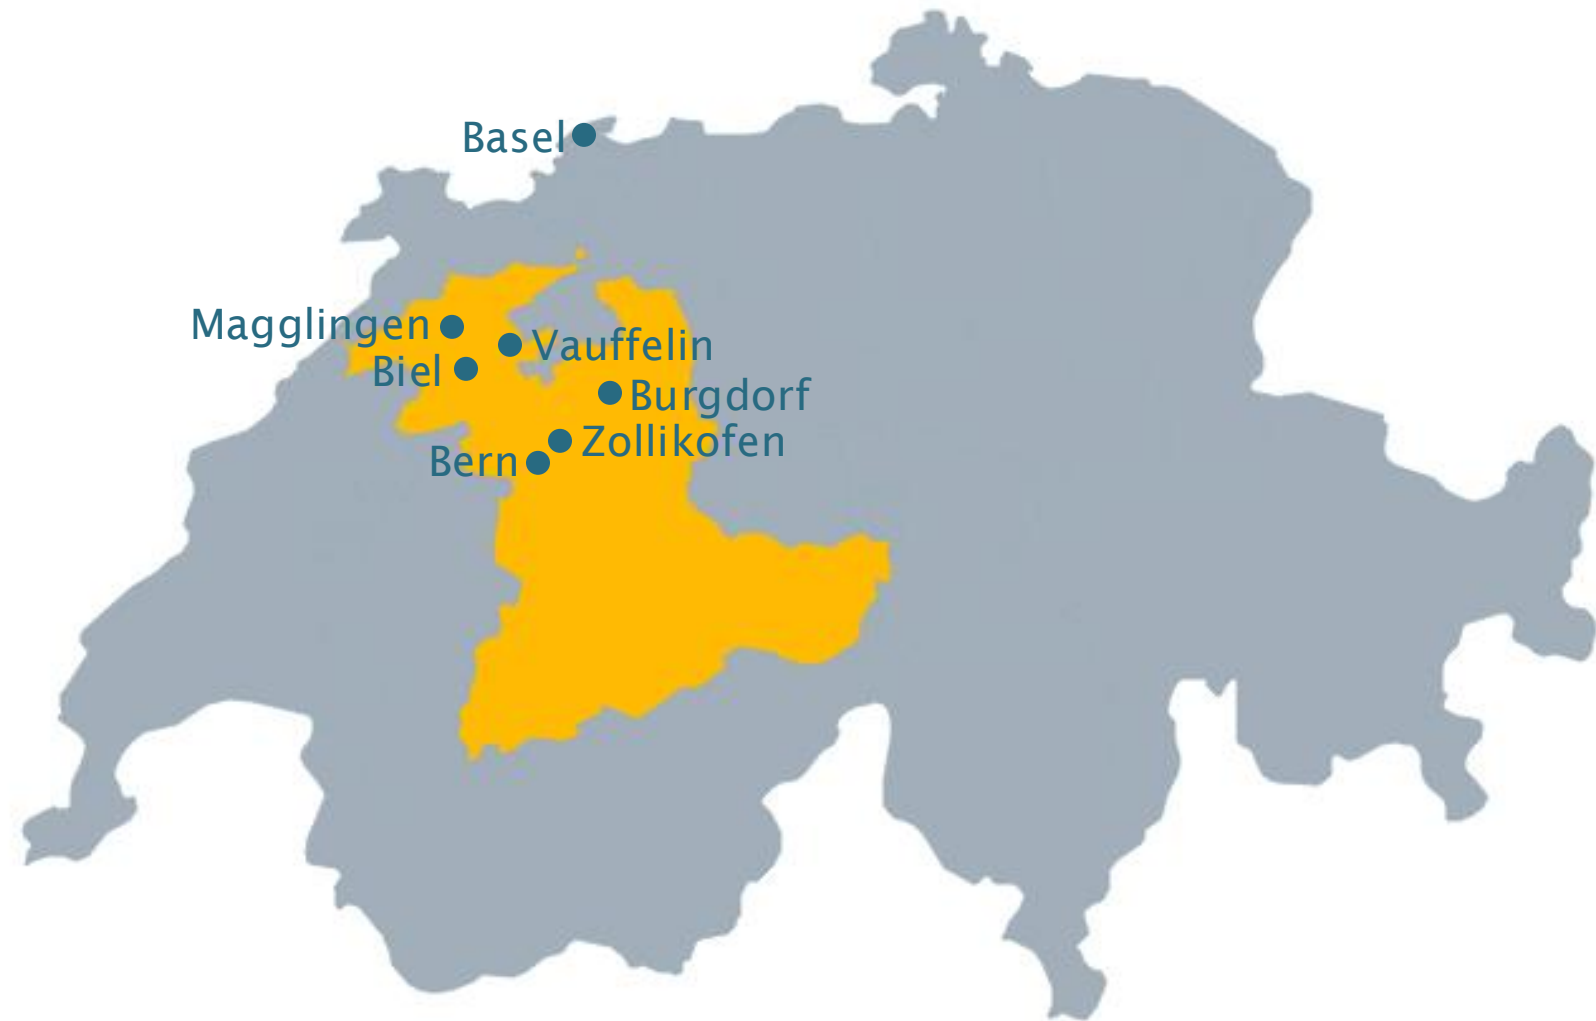 Basel
Magglingen
Vauffelin
Biel
Burgdorf
Zollikofen
Bern